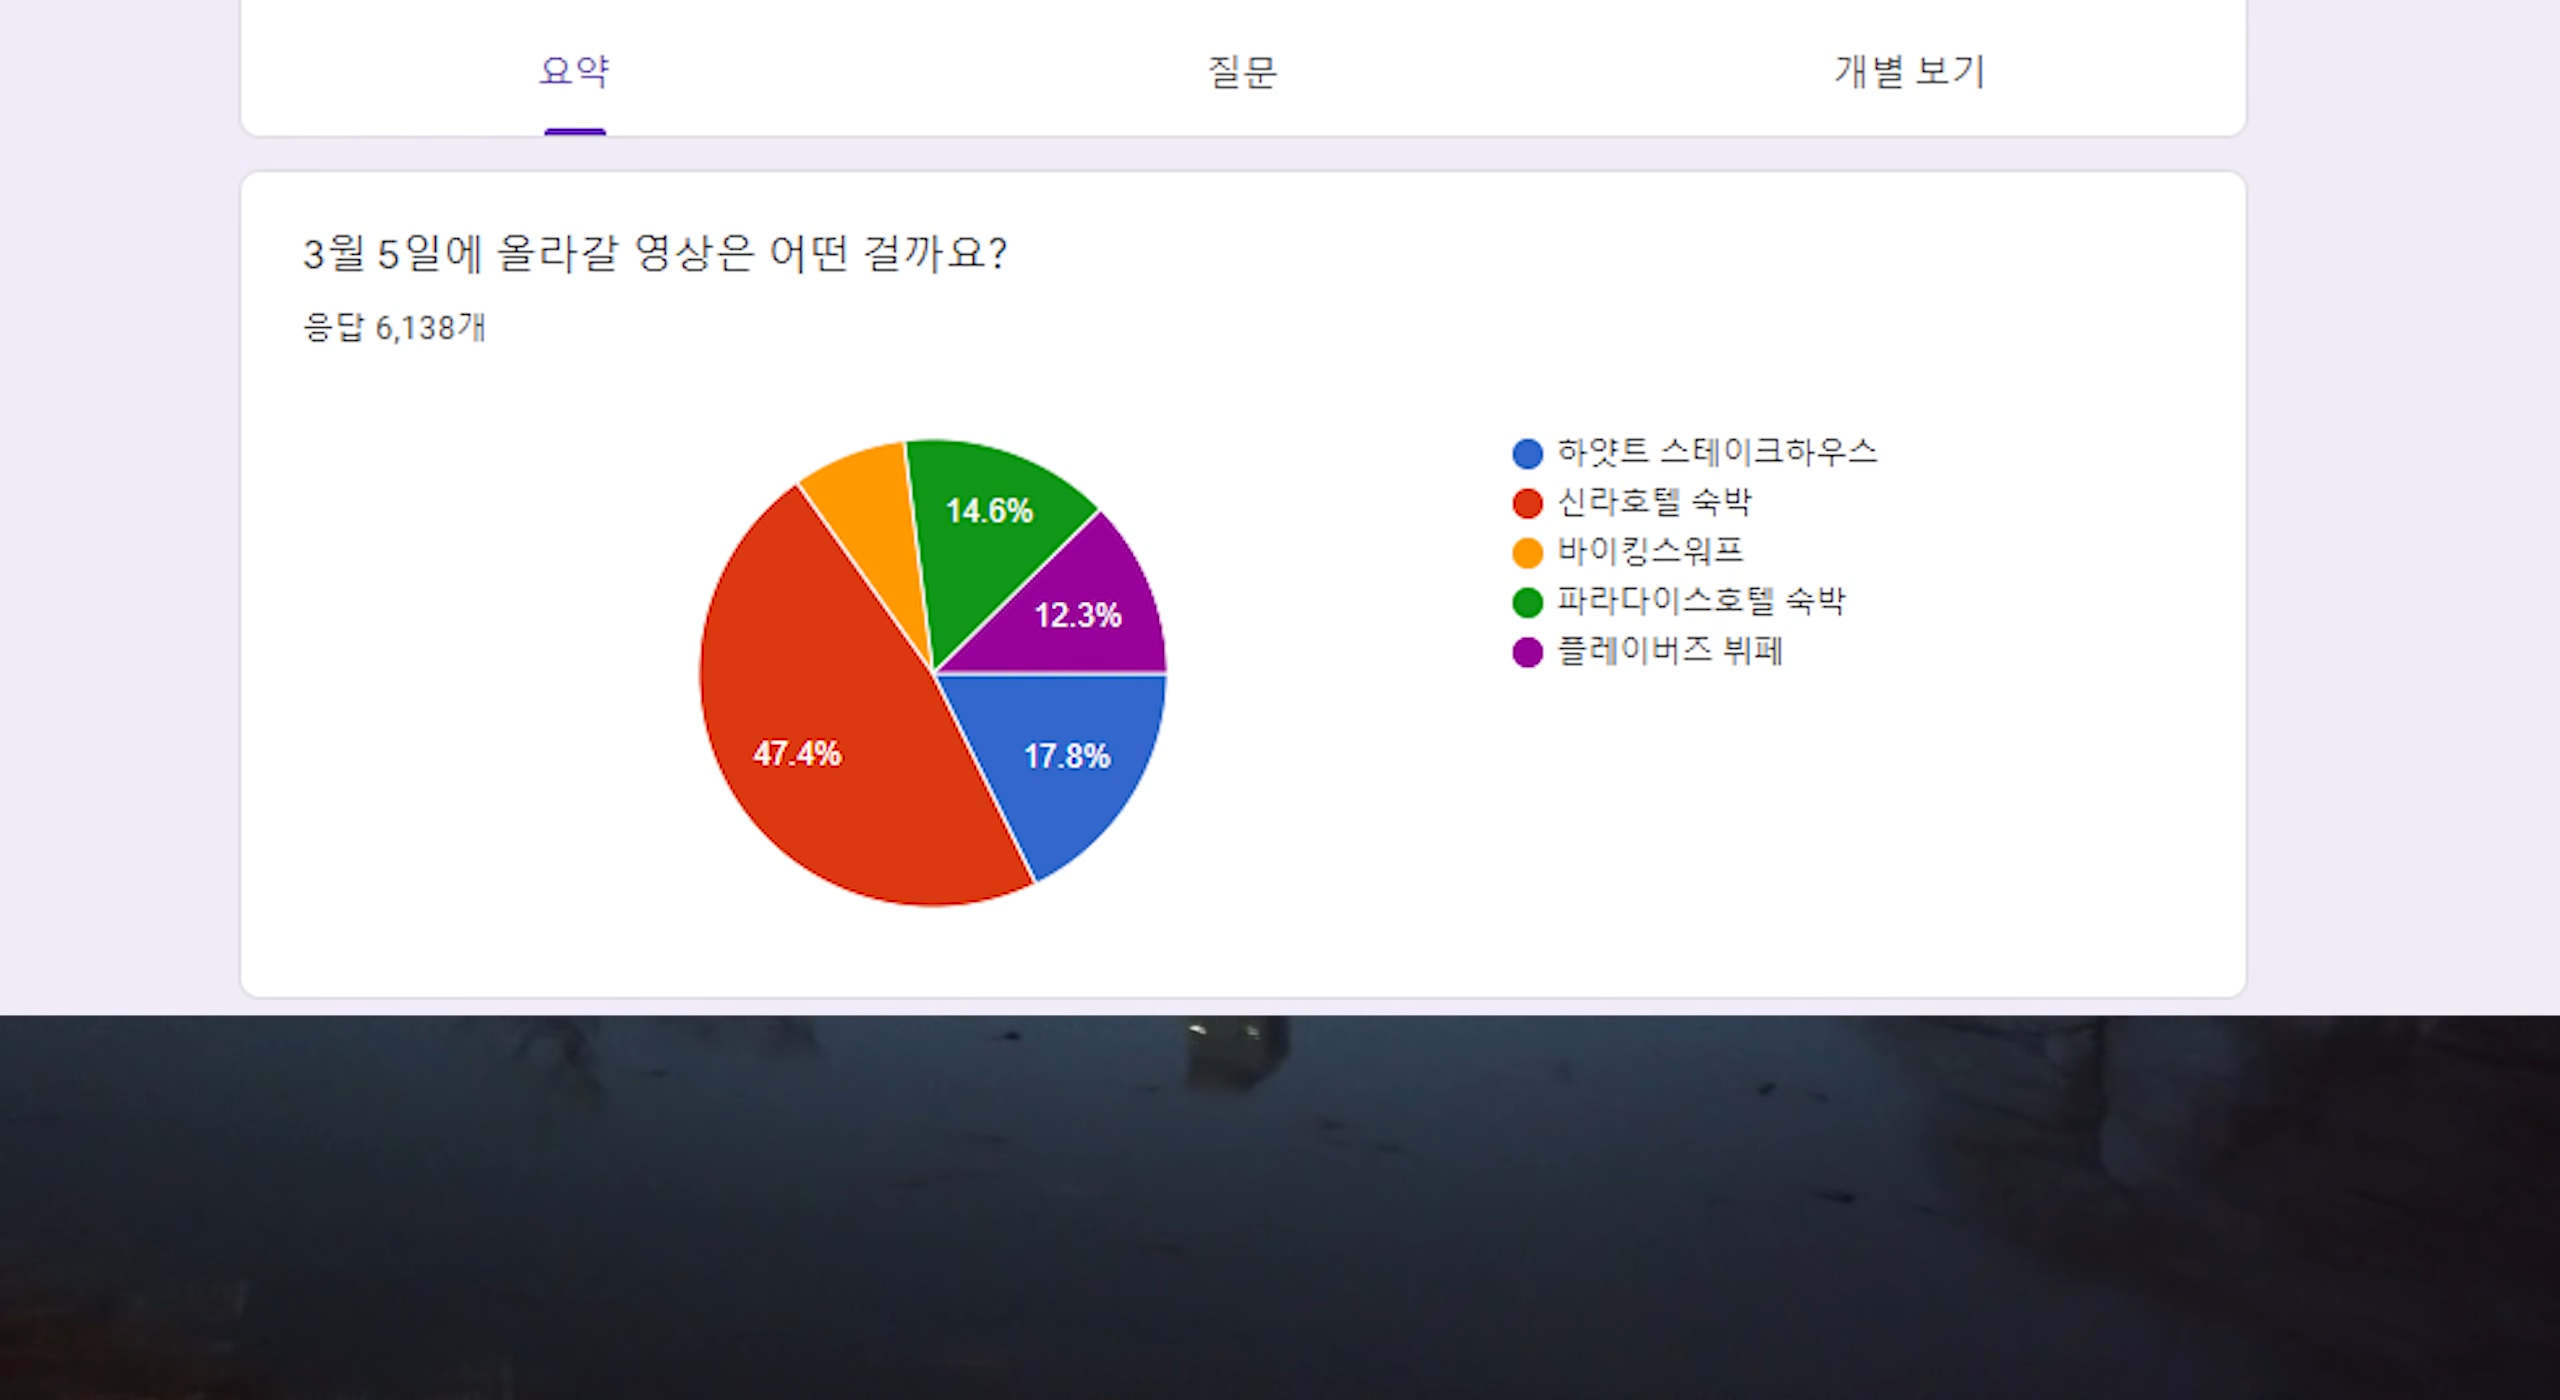 요약 질문 개별 보기
3월 5일에 올라갈 영상은 어떤 걸까요?
응답 6,138개
하얏트 스테이크하우스
신라호텔 숙박
바이킹스워프
파라다이스호텔 숙박
플레이버즈 뷔페
14.6%
12.3%
47.4%
17.8%